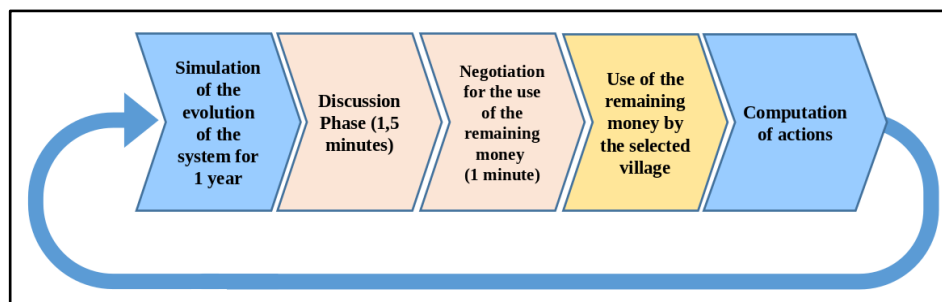 Simulation
of the
evolution
of the
system for
1 year
Discussion
Phase (1,5
minutes)
Negotiation
for the use
of the
remaining
money
(1 minute)
Use of the
remaining
money by
the selected
village
Computation
of actions